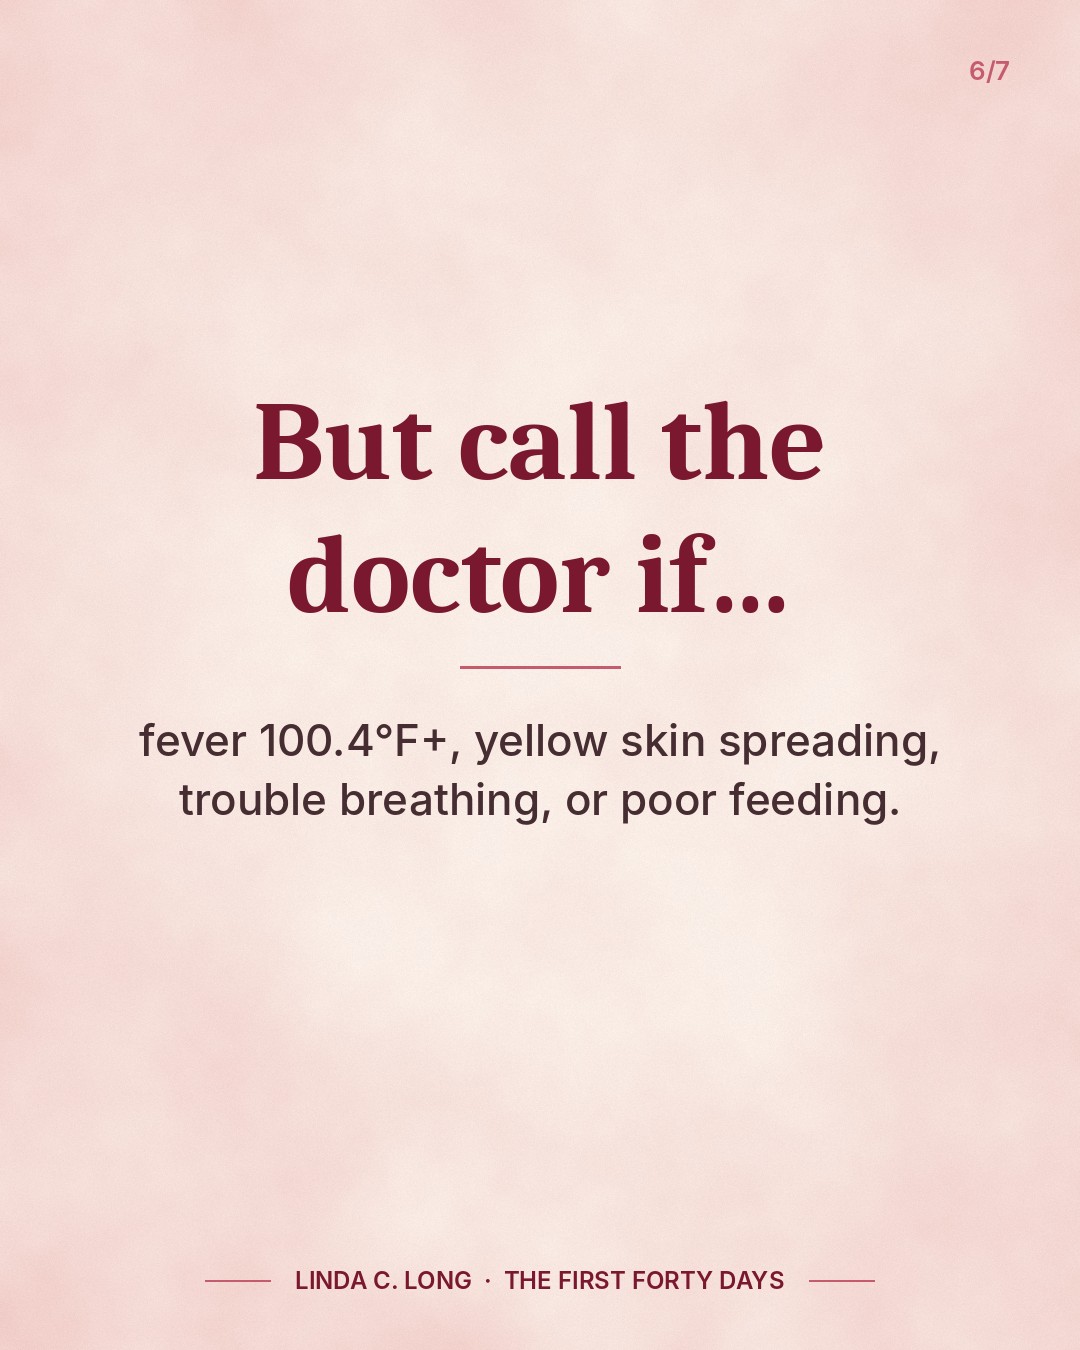 6/7
But call the
doctor if...
fever 100.4°F+, yellow skin spreading,
trouble breathing, or poor feeding.
LINDA C. LONG · THE FIRST FORTY DAYS